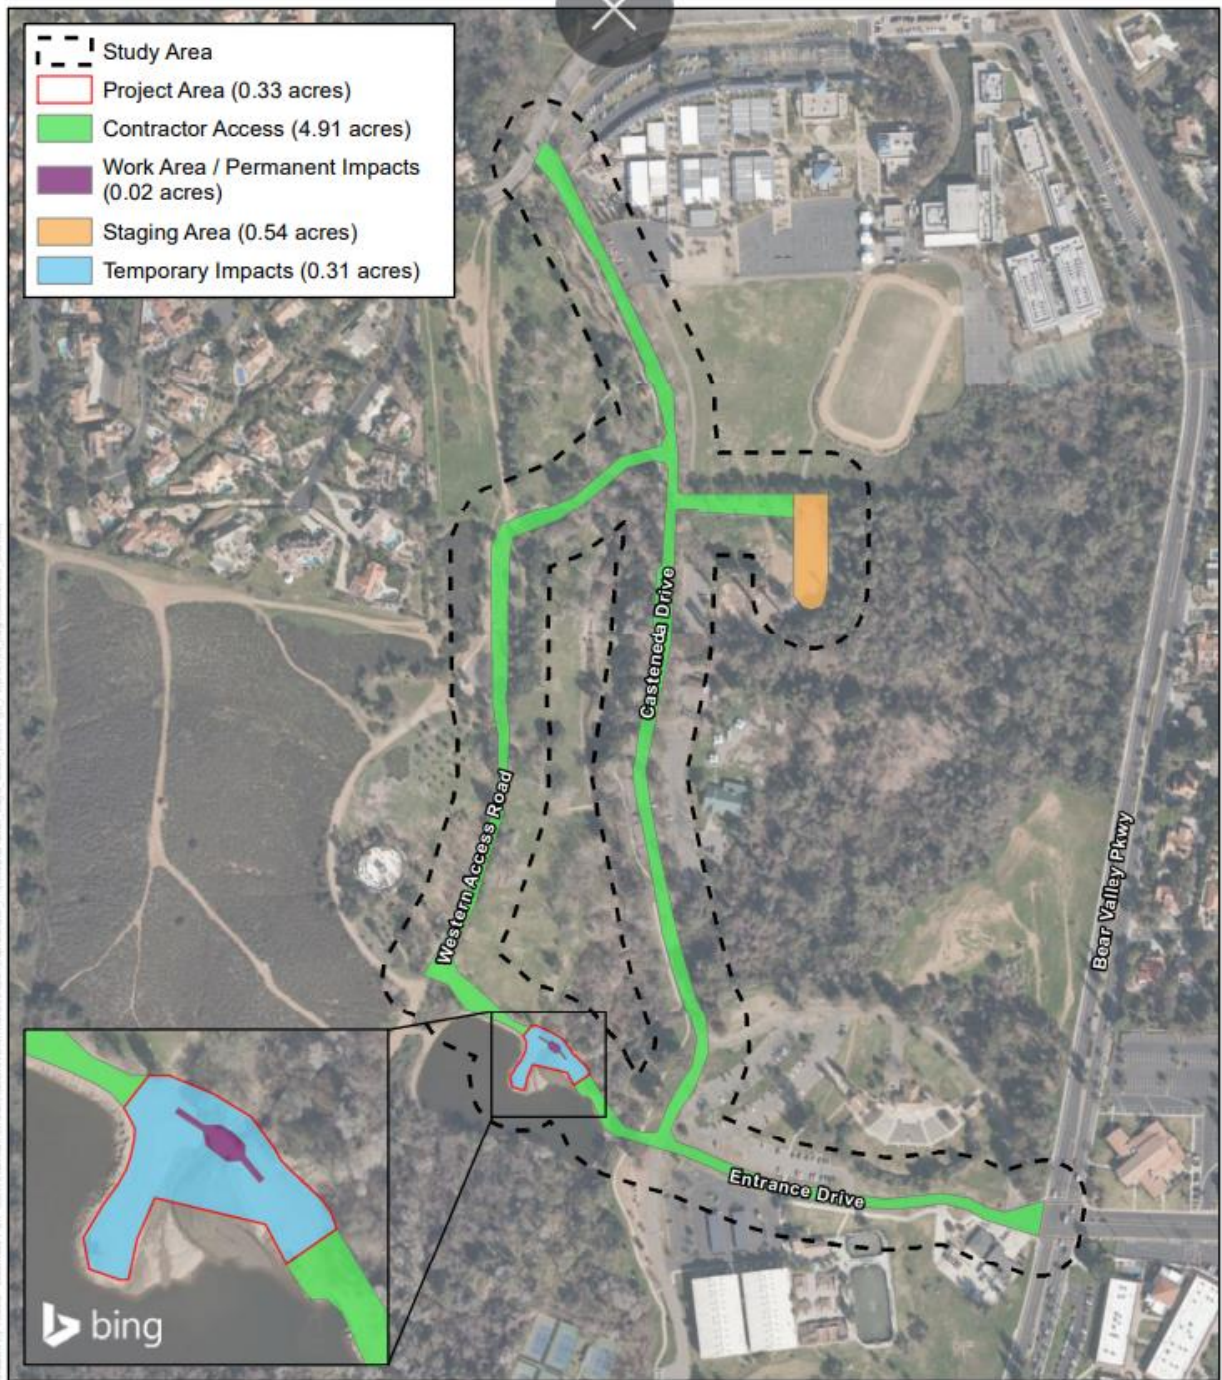 Study Area
Project Area (0.33 acres)
Contractor Access (4.91 acres)
Work Area / Permanent Impacts
(0.02 acres)
Staging Area (0.54 acres)
Temporary Impacts (0.31 acres)
Casteneda Drive
Western Access Road
Bear Valley Pkwy
Entrance Drive
bing